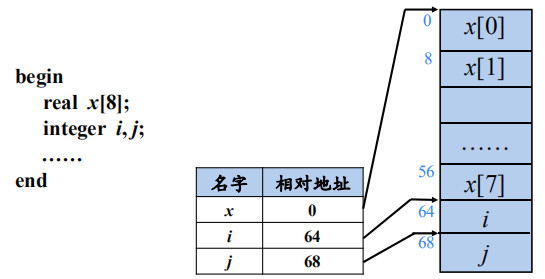 begin
real x[8];
integer i, j;
……
end
名字 相对地址
x 0
i 64
j 68
0 x[0]
8 x[1]
……
56 x[7]
64 i
68 j